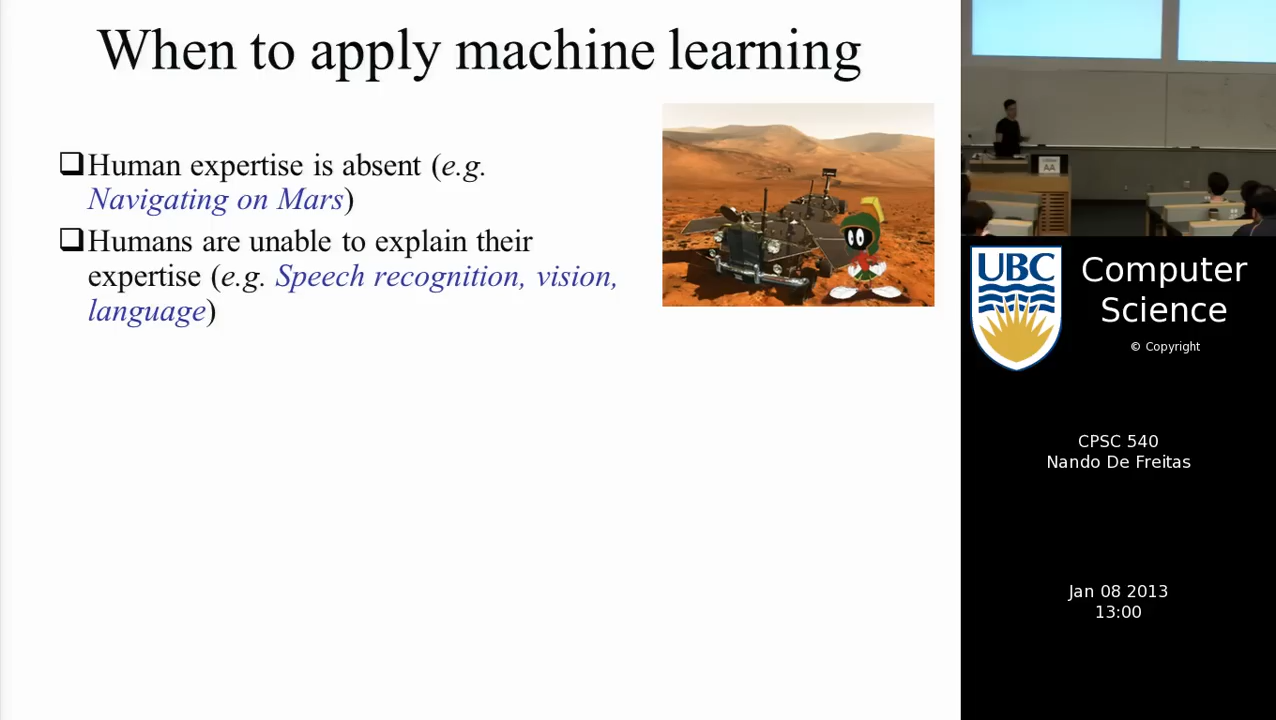 When to apply machine learning
❑Human expertise is absent (e.g.
Navigating on Mars)
❑Humans are unable to explain their
expertise (e.g. Speech recognition, vision,
language)
AA
UBC
Computer
Science
© Copyright
CPSC 540
Nando De Freitas
Jan 08 2013
13:00